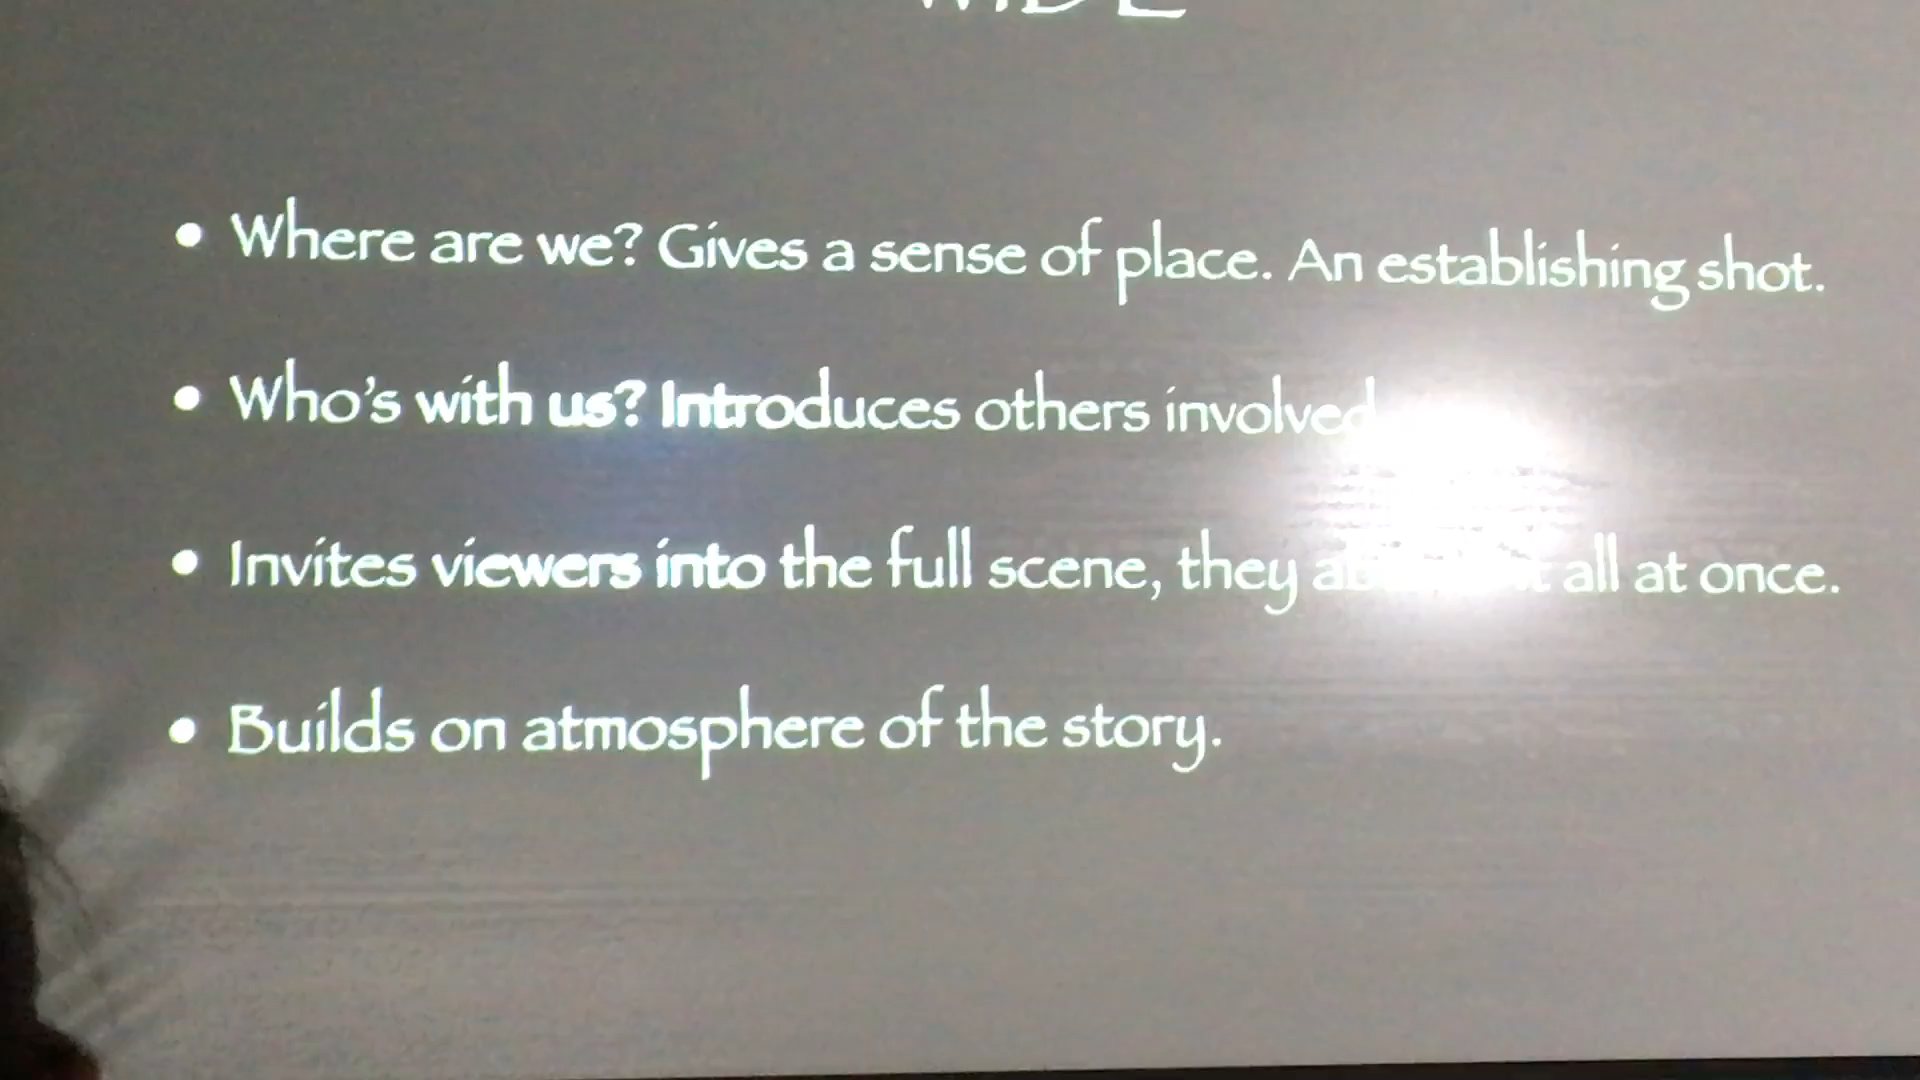 WIDE
• Where are we? Gives a sense of place. An establishing shot.
• Who's with us? Introduces others involved
• Invites viewers into the full scene, they all at once.
• Builds on atmosphere of the story.